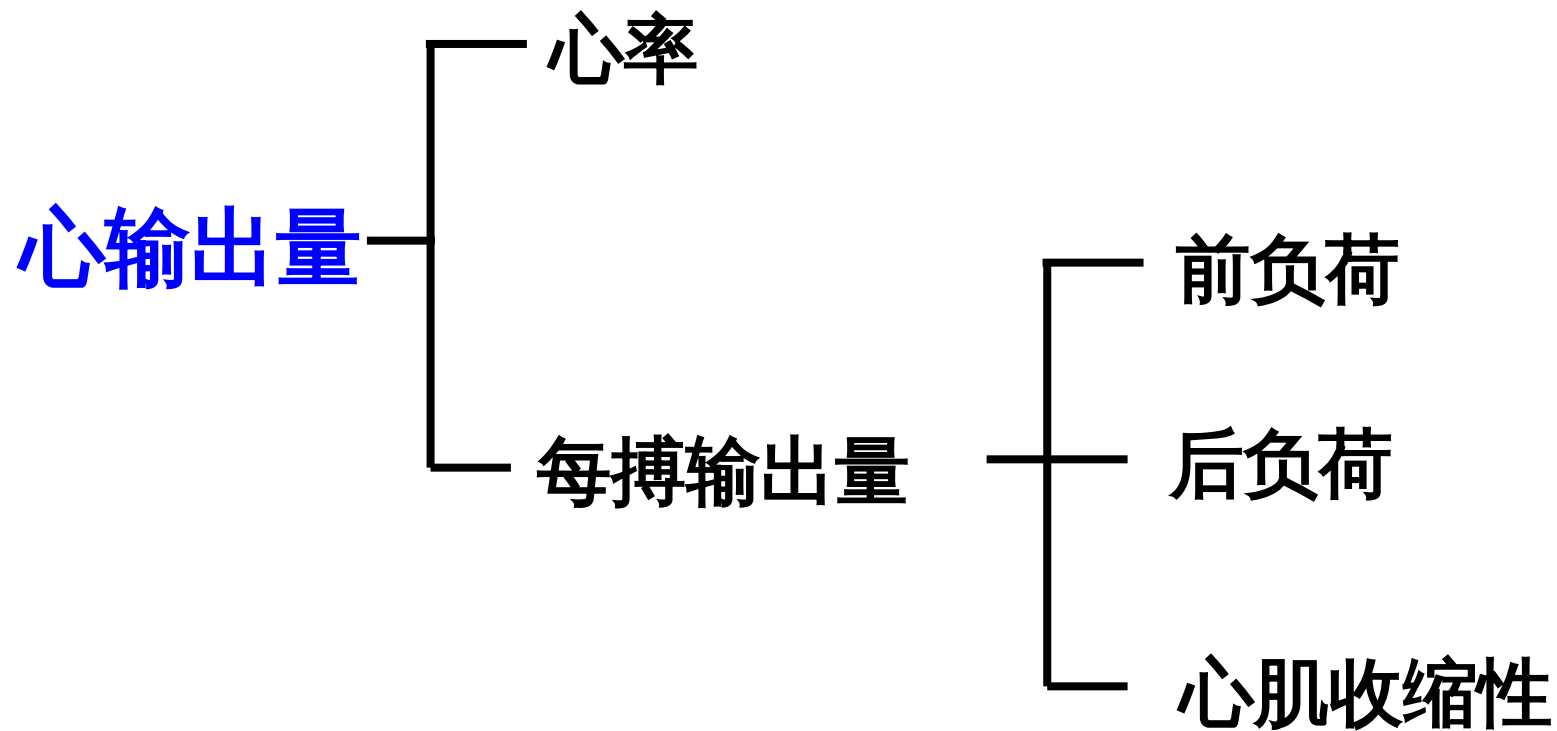 心率
心输出量
前负荷
每搏输出量
后负荷
心肌收缩性